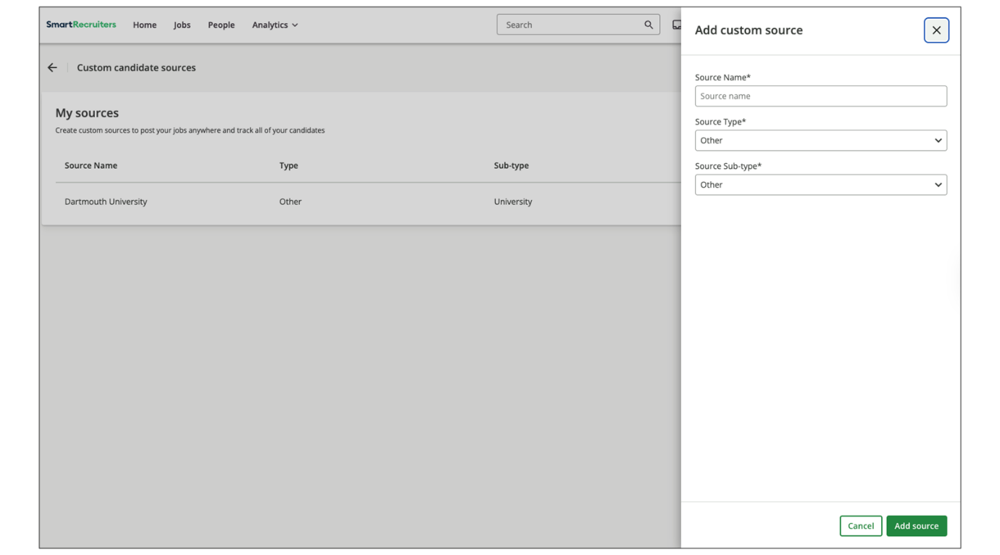 SmartRecruiters Home Jobs People Analytics Search
Custom candidate sources
My sources
Create custom sources to post your jobs anywhere and track all of your candidates
Source Name Type Sub-type
Dartmouth University Other University
Add custom source
Source Name*
Source name
Source Type*
Other
Source Sub-type*
Other
Cancel Add source